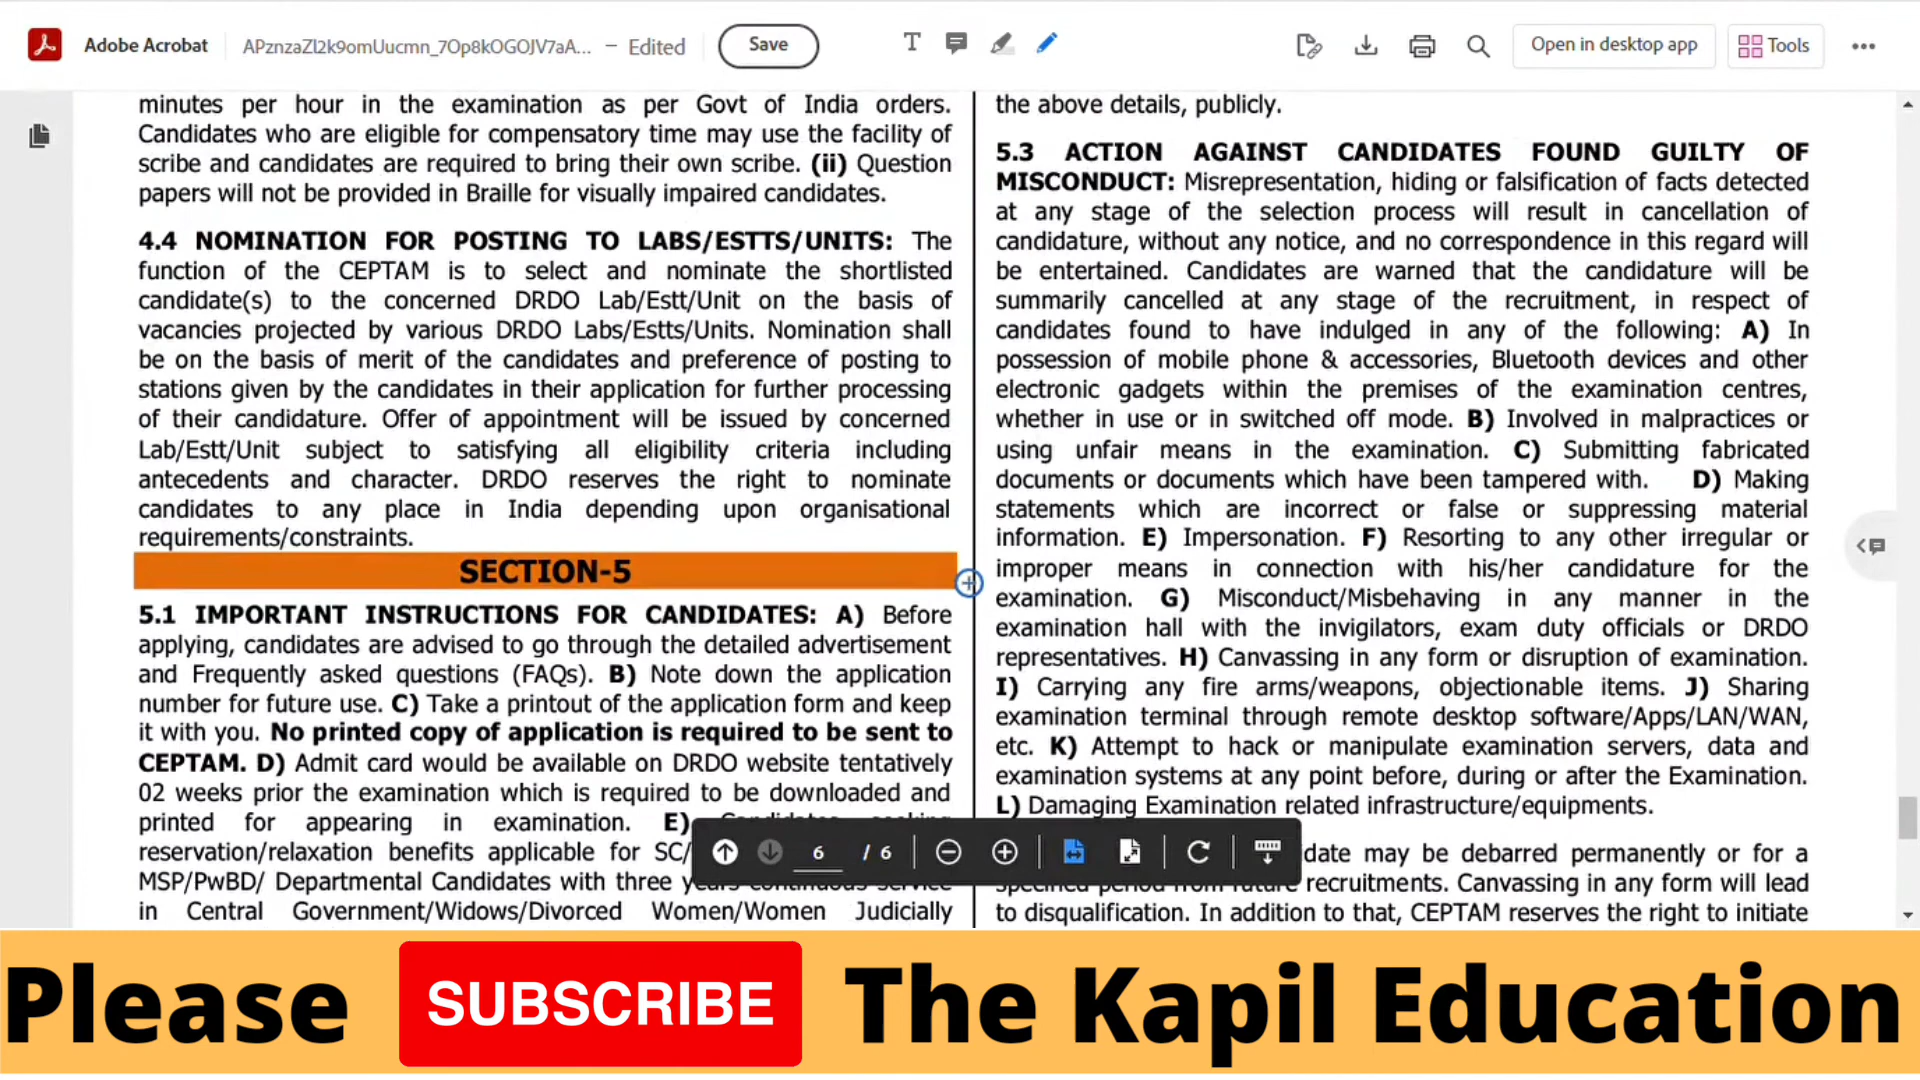 Adobe Acrobat
APznzaZl2k9omUucmn_7Op8kOGOJV7aA... – Edited
Save
Open in desktop app
Tools
minutes per hour in the examination as per Govt of India orders.
Candidates who are eligible for compensatory time may use the facility of
scribe and candidates are required to bring their own scribe. (ii) Question
papers will not be provided in Braille for visually impaired candidates.
4.4 NOMINATION FOR POSTING TO LABS/ESTTS/UNITS: The
function of the CEPTAM is to select and nominate the shortlisted
candidate(s) to the concerned DRDO Lab/Estt/Unit on the basis of
vacancies projected by various DRDO Labs/Estts/Units. Nomination shall
be on the basis of merit of the candidates and preference of posting to
stations given by the candidates in their application for further processing
of their candidature. Offer of appointment will be issued by concerned
Lab/Estt/Unit subject to satisfying all eligibility criteria including
antecedents and character. DRDO reserves the right to nominate
candidates to any place in India depending upon organisational
requirements/constraints.
SECTION-5
5.1 IMPORTANT INSTRUCTIONS FOR CANDIDATES: A) Before
applying, candidates are advised to go through the detailed advertisement
and Frequently asked questions (FAQs). B) Note down the application
number for future use. C) Take a printout of the application form and keep
it with you. No printed copy of application is required to be sent to
CEPTAM. D) Admit card would be available on DRDO website tentatively
02 weeks prior the examination which is required to be downloaded and
printed for appearing in examination. E)
reservation/relaxation benefits applicable for SC/
MSP/PwBD/ Departmental Candidates with three years continuous service
in Central Government/Widows/Divorced Women/Women Judicially
the above details, publicly.
5.3 ACTION AGAINST CANDIDATES FOUND GUILTY OF
MISCONDUCT: Misrepresentation, hiding or falsification of facts detected
at any stage of the selection process will result in cancellation of
candidature, without any notice, and no correspondence in this regard will
be entertained. Candidates are warned that the candidature will be
summarily cancelled at any stage of the recruitment, in respect of
candidates found to have indulged in any of the following: A) In
possession of mobile phone & accessories, Bluetooth devices and other
electronic gadgets within the premises of the examination centres,
whether in use or in switched off mode. B) Involved in malpractices or
using unfair means in the examination. C) Submitting fabricated
documents or documents which have been tampered with. D) Making
statements which are incorrect or false or suppressing material
information. E) Impersonation. F) Resorting to any other irregular or
improper means in connection with his/her candidature for the
examination. G) Misconduct/Misbehaving in any manner in the
examination hall with the invigilators, exam duty officials or DRDO
representatives. H) Canvassing in any form or disruption of examination.
I) Carrying any fire arms/weapons, objectionable items. J) Sharing
examination terminal through remote desktop software/Apps/LAN/WAN,
etc. K) Attempt to hack or manipulate examination servers, data and
examination systems at any point before, during or after the Examination.
L) Damaging Examination related infrastructure/equipments.
date may be debarred permanently or for a
specified period from future recruitments. Canvassing in any form will lead
to disqualification. In addition to that, CEPTAM reserves the right to initiate
6 / 6
Please SUBSCRIBE The Kapil Education